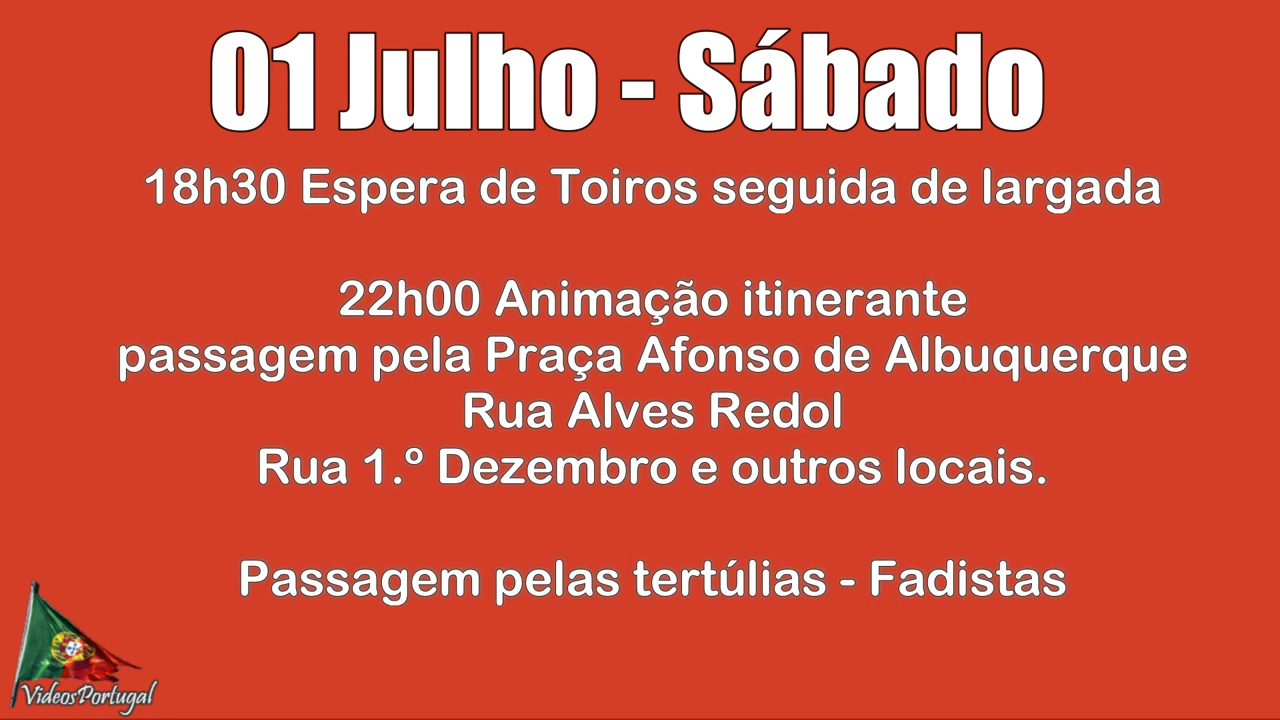 01 Julho - Sábado
18h30 Espera de Toiros seguida de largada
22h00 Animação itinerante
passagem pela Praça Afonso de Albuquerque
Rua Alves Redol
Rua 1.º Dezembro e outros locais.
Passagem pelas tertúlias - Fadistas
VideosPortugal